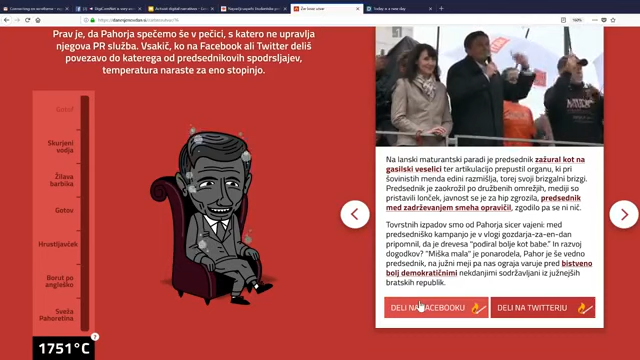 Prav je, da Pahorja spečemo še v pečici, s katero ne upravlja
njegova PR služba. Vsakič, ko na Facebook ali Twitter deliš
povezavo do katerega od predsednikovih spodrsljajev,
temperatura naraste za eno stopinjo.
Gotof
Skurjeni
vodja
Žilava
barbika
Gotov
Hrustljavček
Borut po
angleško
Sveža
Pahoretina
1751°C
?
Na lanski maturantski paradi je predsednik zažural kot na
gasilski veselici ter artikulacijo prepustil organu, ki pri
šovinistih menda edini razmišlja, torej svoji brizgalni brizgi.
Predsednik je zaokrožil po družbenih omrežjih, mediji so
pristavili lonček, javnost se je za hip zgrozila, predsednik
med zadrževanjem smeha opravičil, zgodilo pa se ni nič.
Tovrstnih izpadov smo od Pahorja sicer vajeni: med
predsedniško kampanjo je v vlogi gozdarja-za-en-dan
pripomnil, da je drevesa "podiral bolje kot babe." In razvoj
dogodkov? "Miška mala" je ponarodela, Pahor je še vedno
predsednik, na južni meji pa nas ograja varuje pred bistveno
bolj demokratičnimi nekdanjimi sodržavljani iz južnejših
bratskih republik.
DELI NA FACEBOOKU
DELI NA TWITTERJU